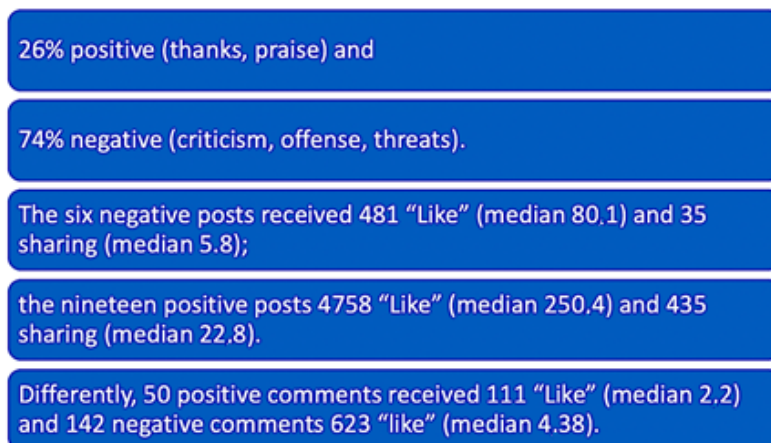 26% positive (thanks, praise) and
74% negative (criticism, offense, threats).
The six negative posts received 481 “Like” (median 80,1) and 35
sharing (median 5.8);
the nineteen positive posts 4758 “Like” (median 250,4) and 435
sharing (median 22,8).
Differently, 50 positive comments received 111 “Like” (median 2,2)
and 142 negative comments 623 “like” (median 4.38).